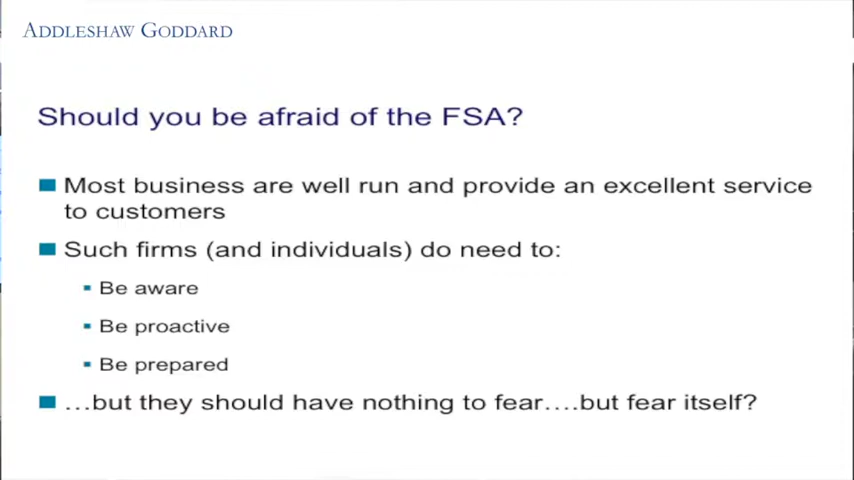 ADDLESHAW GODDARD
Should you be afraid of the FSA?
Most business are well run and provide an excellent service
to customers
Such firms (and individuals) do need to:
Be aware
Be proactive
Be prepared
…but they should have nothing to fear….but fear itself?